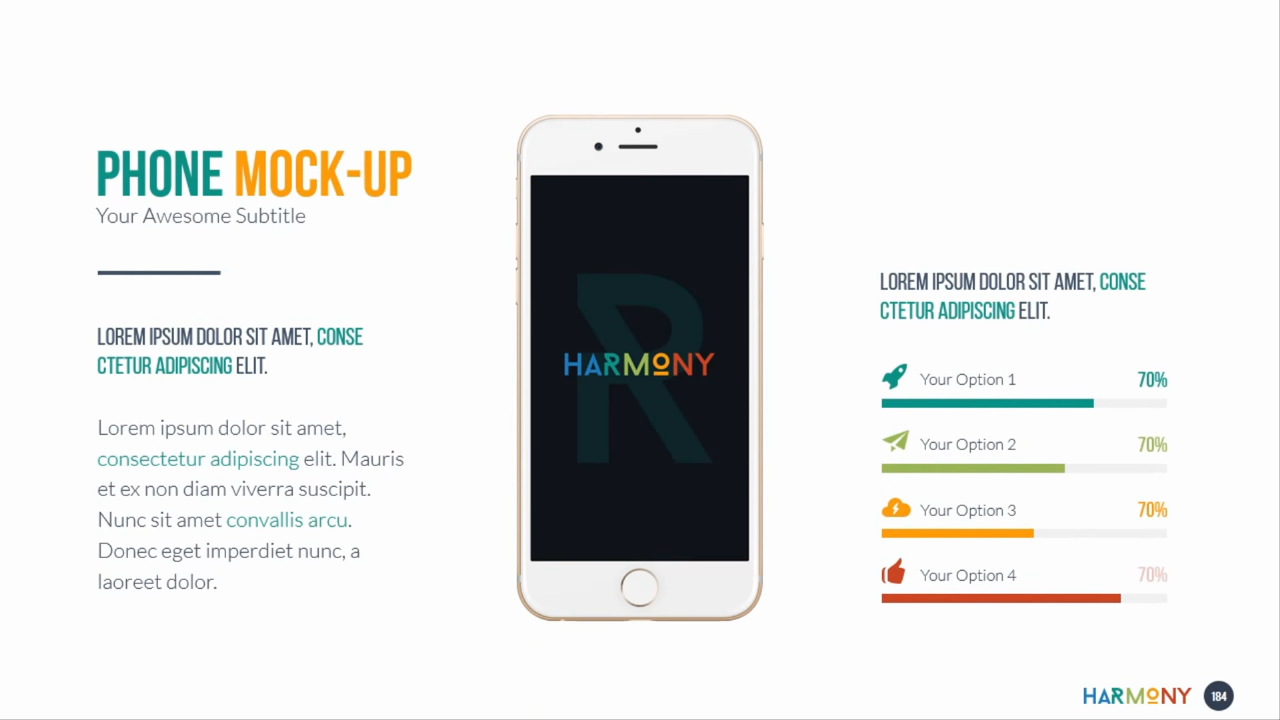 PHONE MOCK-UP
Your Awesome Subtitle
LOREM IPSUM DOLOR SIT AMET, CONSE
CTETUR ADIPISCING ELIT.
Lorem ipsum dolor sit amet,
consectetur adipiscing elit. Mauris
et ex non diam viverra suscipit.
Nunc sit amet convallis arcu.
Donec eget imperdiet nunc, a
laoreet dolor.
R
HARMONY
LOREM IPSUM DOLOR SIT AMET, CONSE
CTETUR ADIPISCING ELIT.
Your Option 1 70%
Your Option 2 70%
Your Option 3 70%
Your Option 4 70%
HARMONY 184